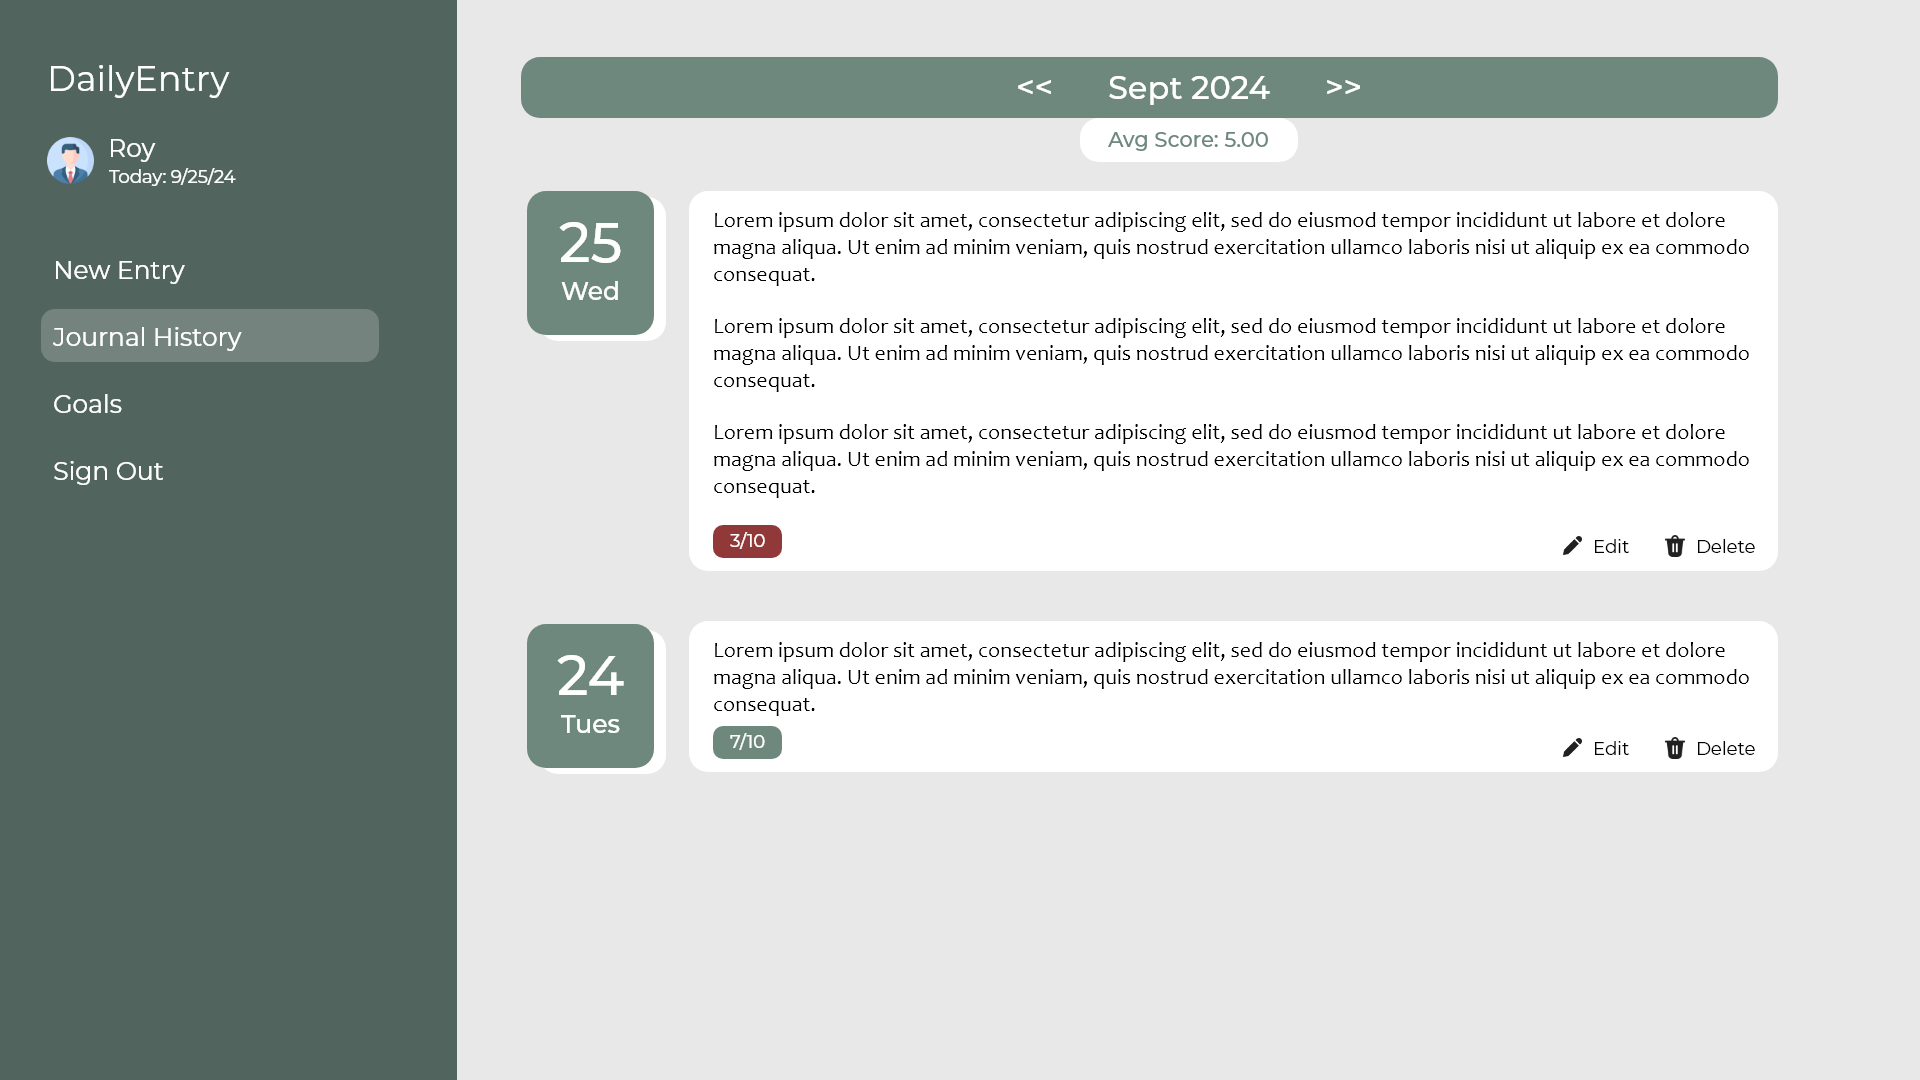 DailyEntry
Roy
Today: 9/25/24
New Entry
Journal History
Goals
Sign Out
<< Sept 2024 >>
Avg Score: 5.00
25
Wed
Lorem ipsum dolor sit amet, consectetur adipiscing elit, sed do eiusmod tempor incididunt ut labore et dolore
magna aliqua. Ut enim ad minim veniam, quis nostrud exercitation ullamco laboris nisi ut aliquip ex ea commodo
consequat.
Lorem ipsum dolor sit amet, consectetur adipiscing elit, sed do eiusmod tempor incididunt ut labore et dolore
magna aliqua. Ut enim ad minim veniam, quis nostrud exercitation ullamco laboris nisi ut aliquip ex ea commodo
consequat.
Lorem ipsum dolor sit amet, consectetur adipiscing elit, sed do eiusmod tempor incididunt ut labore et dolore
magna aliqua. Ut enim ad minim veniam, quis nostrud exercitation ullamco laboris nisi ut aliquip ex ea commodo
consequat.
3/10 Edit Delete
24
Tues
Lorem ipsum dolor sit amet, consectetur adipiscing elit, sed do eiusmod tempor incididunt ut labore et dolore
magna aliqua. Ut enim ad minim veniam, quis nostrud exercitation ullamco laboris nisi ut aliquip ex ea commodo
consequat.
7/10 Edit Delete